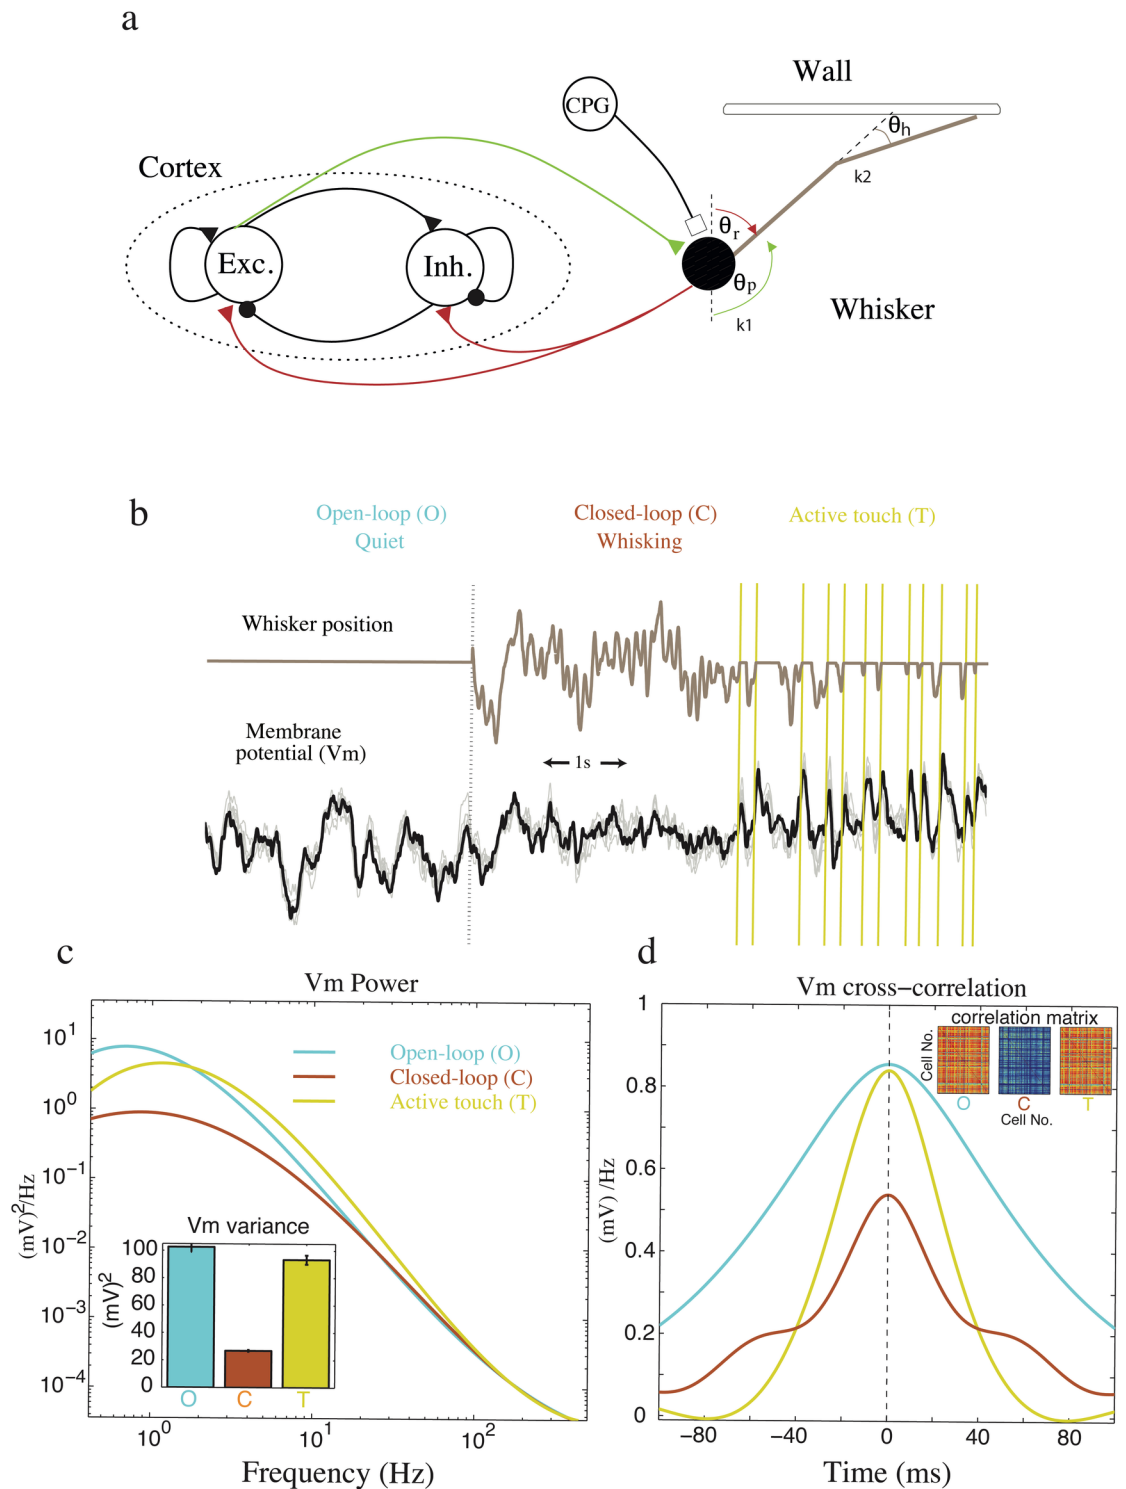 a
Wall
CPG
θh
Cortex
k2
θr
Exc.
Inh.
θp
Whisker
k1
b
Open-loop (O)
Closed-loop (C)
Active touch (T)
Quiet
Whisking
Whisker position
Membrane
potential (Vm)
1s
c
d
Vm Power
Vm cross-correlation
correlation matrix
Cell No.
O
C
T
Cell No.
Open-loop (O)
Closed-loop (C)
Active touch (T)
10^1
10^0
10^-1
10^-2
10^-3
10^-4
(mV)^2/Hz
Vm variance
100
80
60
40
20
0
(mV)^2
O
C
T
10^0
10^1
10^2
Frequency (Hz)
1
0.8
0.6
0.4
0.2
0
(mV) /Hz
-80
-40
0
40
80
Time (ms)